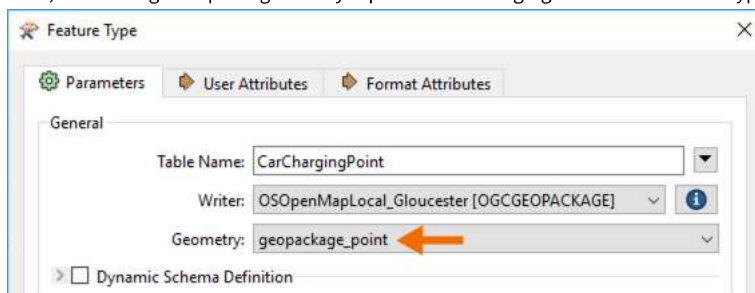 Feature Type
Parameters User Attributes Format Attributes
General
Table Name: CarChargingPoint
Writer: OSOpenMapLocal_Gloucester [OGCGEOPACKAGE]
Geometry: geopackage_point
Dynamic Schema Definition